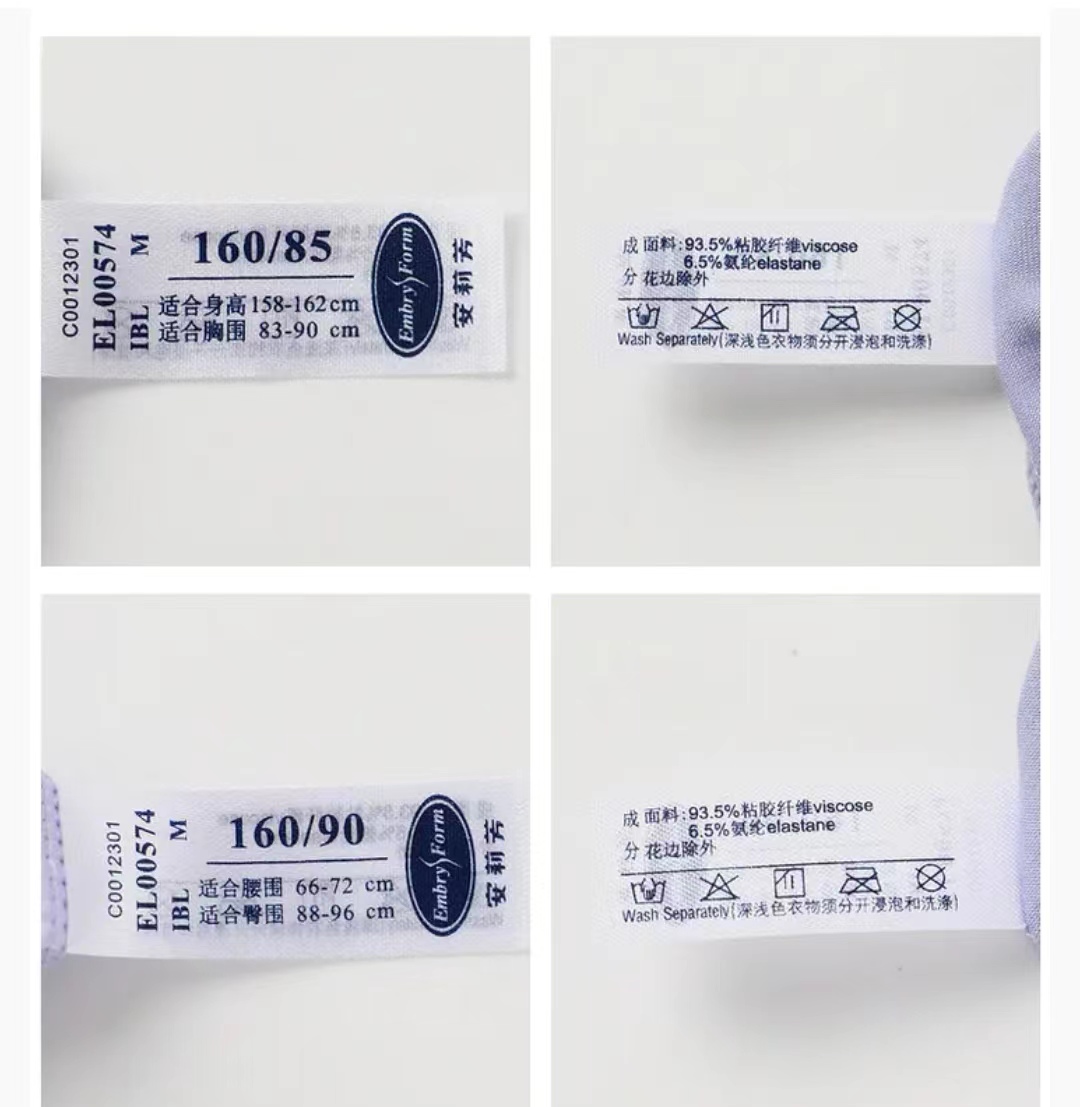 C0012301
EL00574
IBL M
160/85
适合身高 158-162 cm
适合胸围 83-90 cm
Embry Form
安莉芳
成 面料:93.5%粘胶纤维viscose
6.5%氨纶elastane
分 花边除外
Wash Separately(深浅色衣物须分开浸泡和洗涤)
C0012301
EL00574
IBL M
160/90
适合腰围 66-72 cm
适合臀围 88-96 cm
Embry Form
安莉芳
成 面料:93.5%粘胶纤维viscose
6.5%氨纶elastane
分 花边除外
Wash Separately(深浅色衣物须分开浸泡和洗涤)